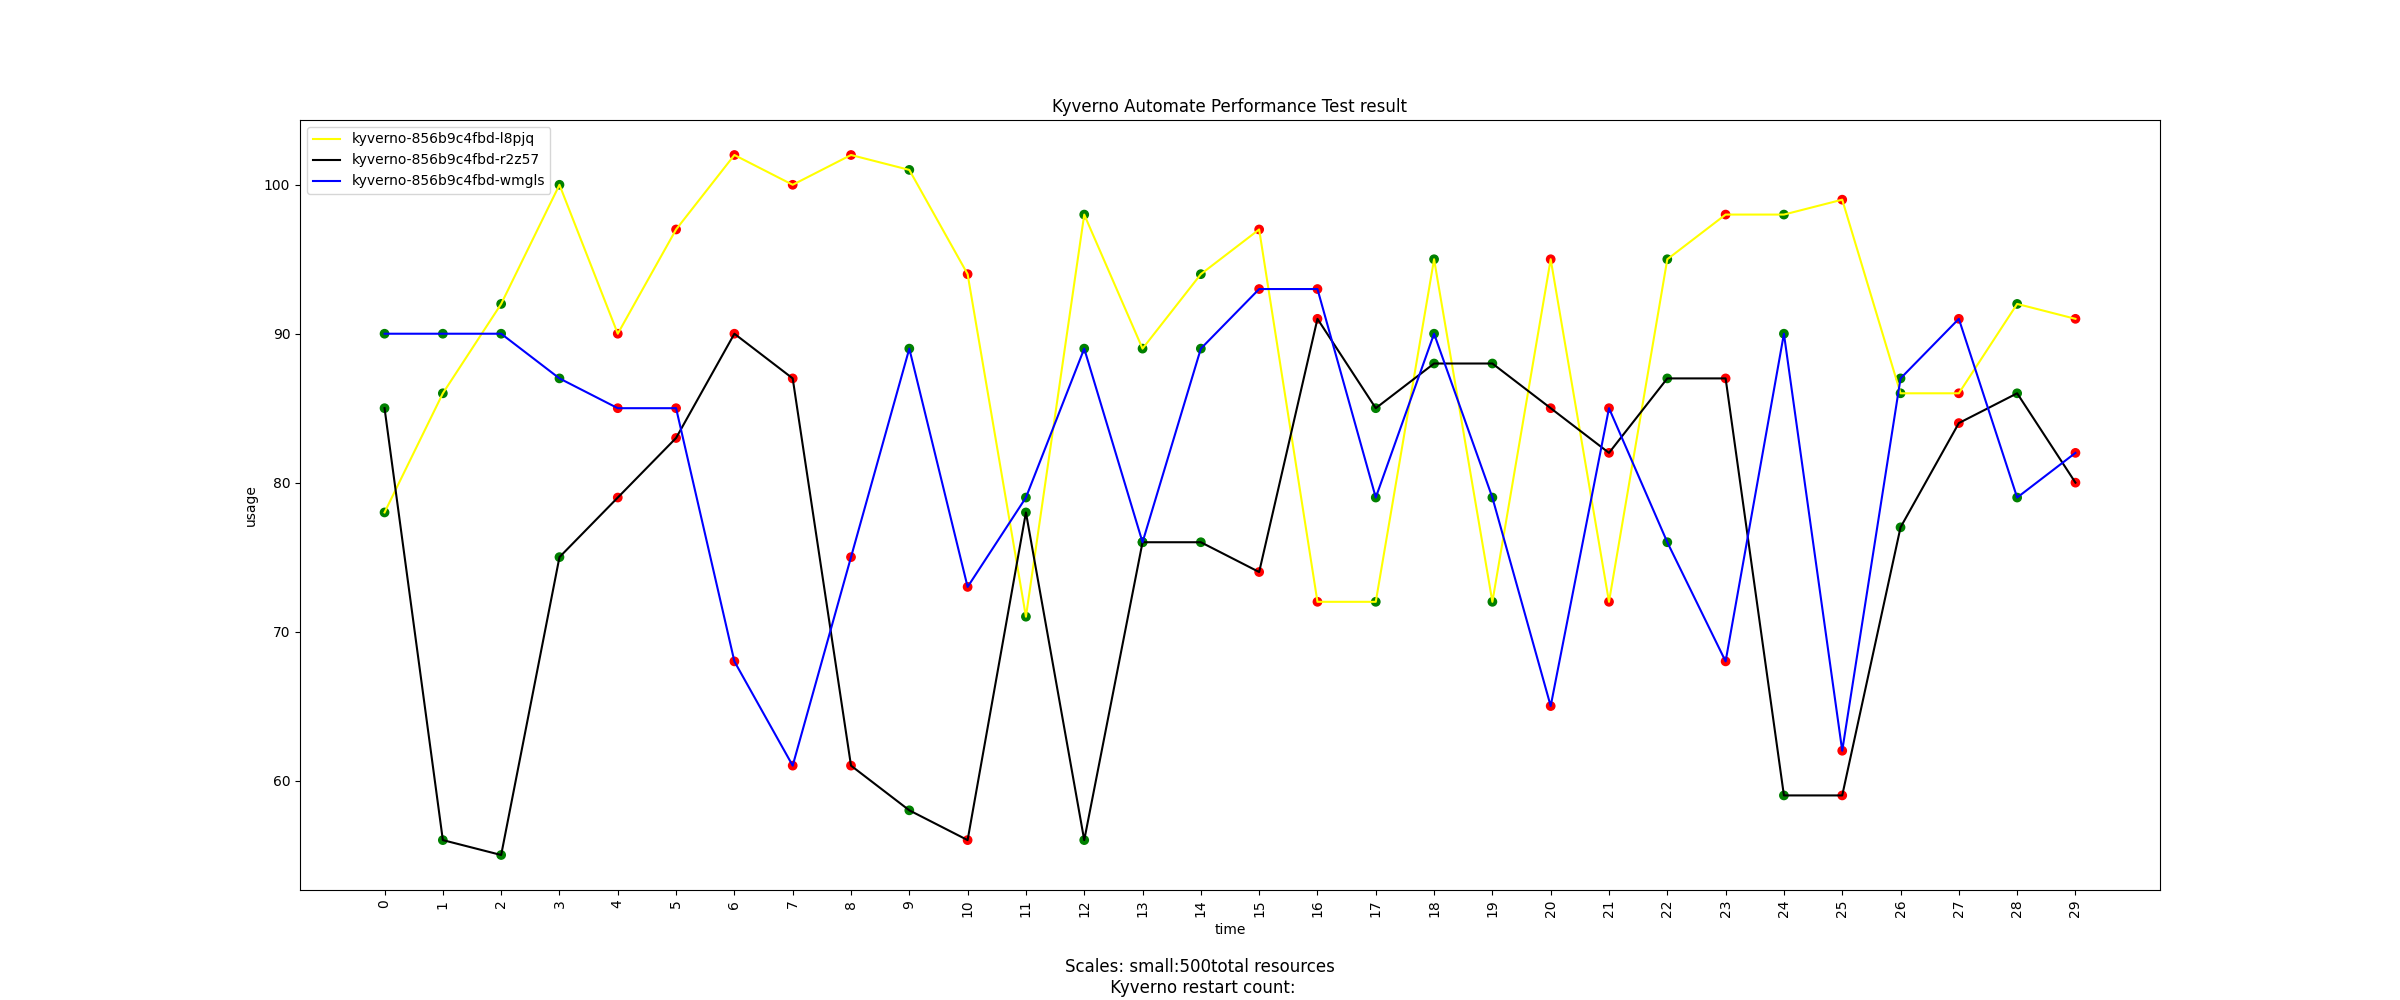 Kyverno Automate Performance Test result
kyverno-856b9c4fbd-l8pjq
kyverno-856b9c4fbd-r2z57
kyverno-856b9c4fbd-wmgls
100
90
80
70
60
usage
0 1 2 3 4 5 6 7 8 9 10 11 12 13 14 15 16 17 18 19 20 21 22 23 24 25 26 27 28 29
time
Scales: small:500total resources
Kyverno restart count: